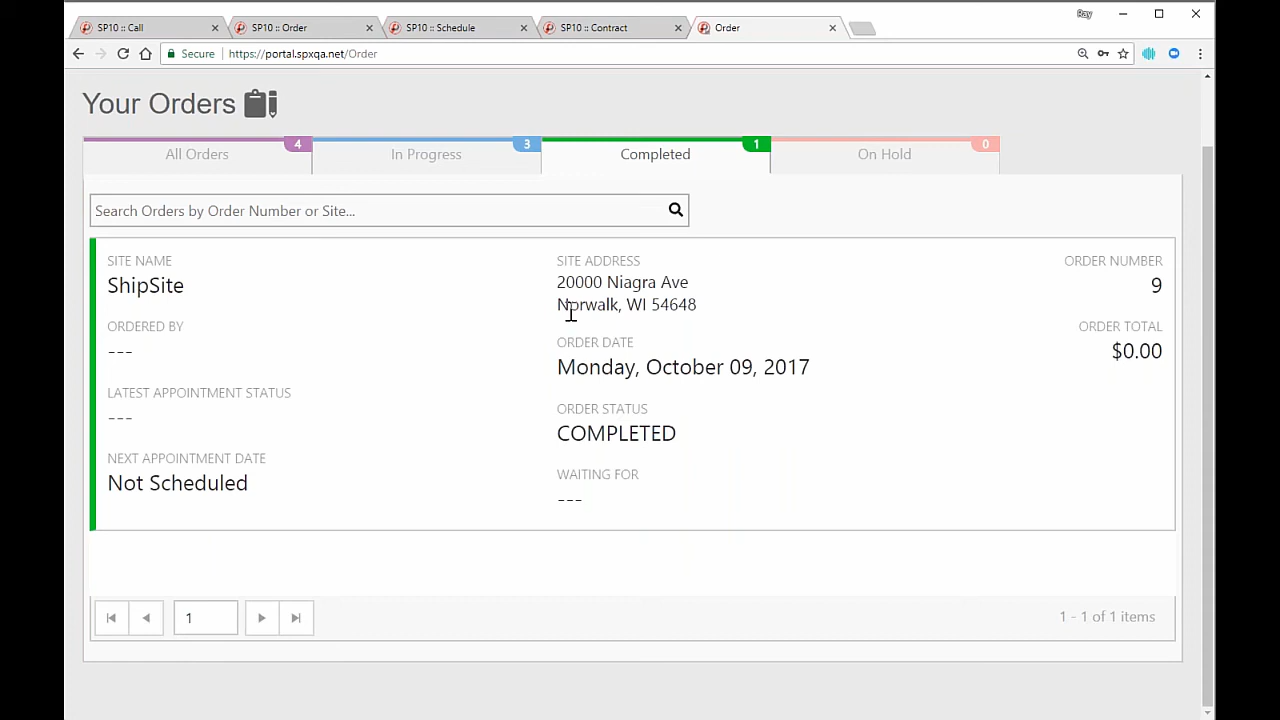 Ray
SP10 :: Call
SP10 :: Order
SP10 :: Schedule
SP10 :: Contract
Order
Secure
https://portal.spxqa.net/Order
Your Orders
All Orders
4
In Progress
3
Completed
1
On Hold
0
Search Orders by Order Number or Site...
SITE NAME
ShipSite
ORDERED BY
---
LATEST APPOINTMENT STATUS
---
NEXT APPOINTMENT DATE
Not Scheduled
SITE ADDRESS
20000 Niagra Ave
Norwalk, WI 54648
ORDER DATE
Monday, October 09, 2017
ORDER STATUS
COMPLETED
WAITING FOR
---
ORDER NUMBER
9
ORDER TOTAL
$0.00
1
1 - 1 of 1 items